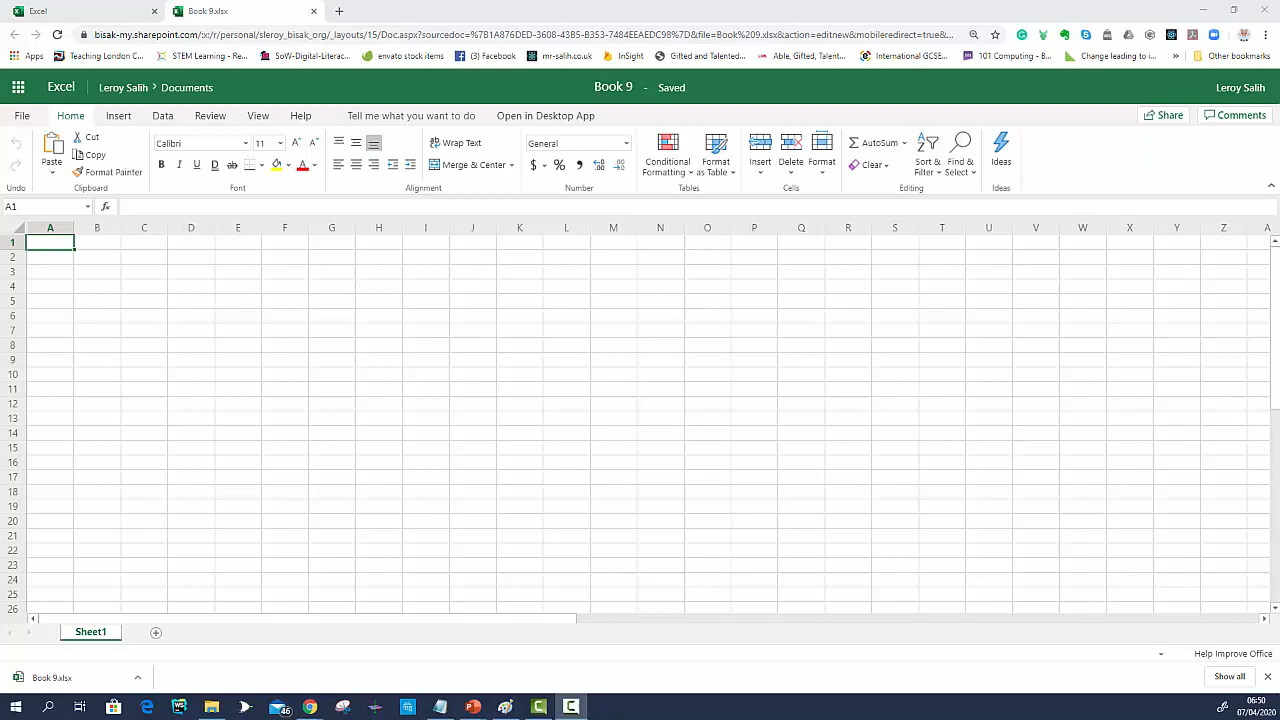 Excel
Book 9.xlsx
bisak-my.sharepoint.com/:x:/r/personal/sleroy_bisak_org/_layouts/15/Doc.aspx?sourcedoc=%7B1A876DED-3608-43B5-B353-7484EEAEDC98%7D&file=Book%209.xlsx&action=editnew&mobileredirect=true&...
Apps Teaching London C... STEM Learning - Re... SoW-Digital-Literac... envato stock items (3) Facebook mr-salih.co.uk InSight Gifted and Talented... Able, Gifted, Talen... International GCSE... 101 Computing - B... Change leading to i... » Other bookmarks
Excel Leroy Salih > Documents Book 9 - Saved Leroy Salih
File Home Insert Data Review View Help Tell me what you want to do Open in Desktop App Share Comments
Paste Cut Copy Format Painter
Calibri 11 B I U D ab A
Wrap Text Merge & Center
General $ % 9
Conditional Formatting Format as Table Insert Delete Format
AutoSum Clear Sort & Filter Find & Select Ideas
Undo Clipboard Font Alignment Number Tables Cells Editing Ideas
A1 fx
A B C D E F G H I J K L M N O P Q R S T U V W X Y Z A
1
2
3
4
5
6
7
8
9
10
11
12
13
14
15
16
17
18
19
20
21
22
23
24
25
26
Sheet1
Help Improve Office
Book 9.xlsx Show all
46
06:50
07/04/2020